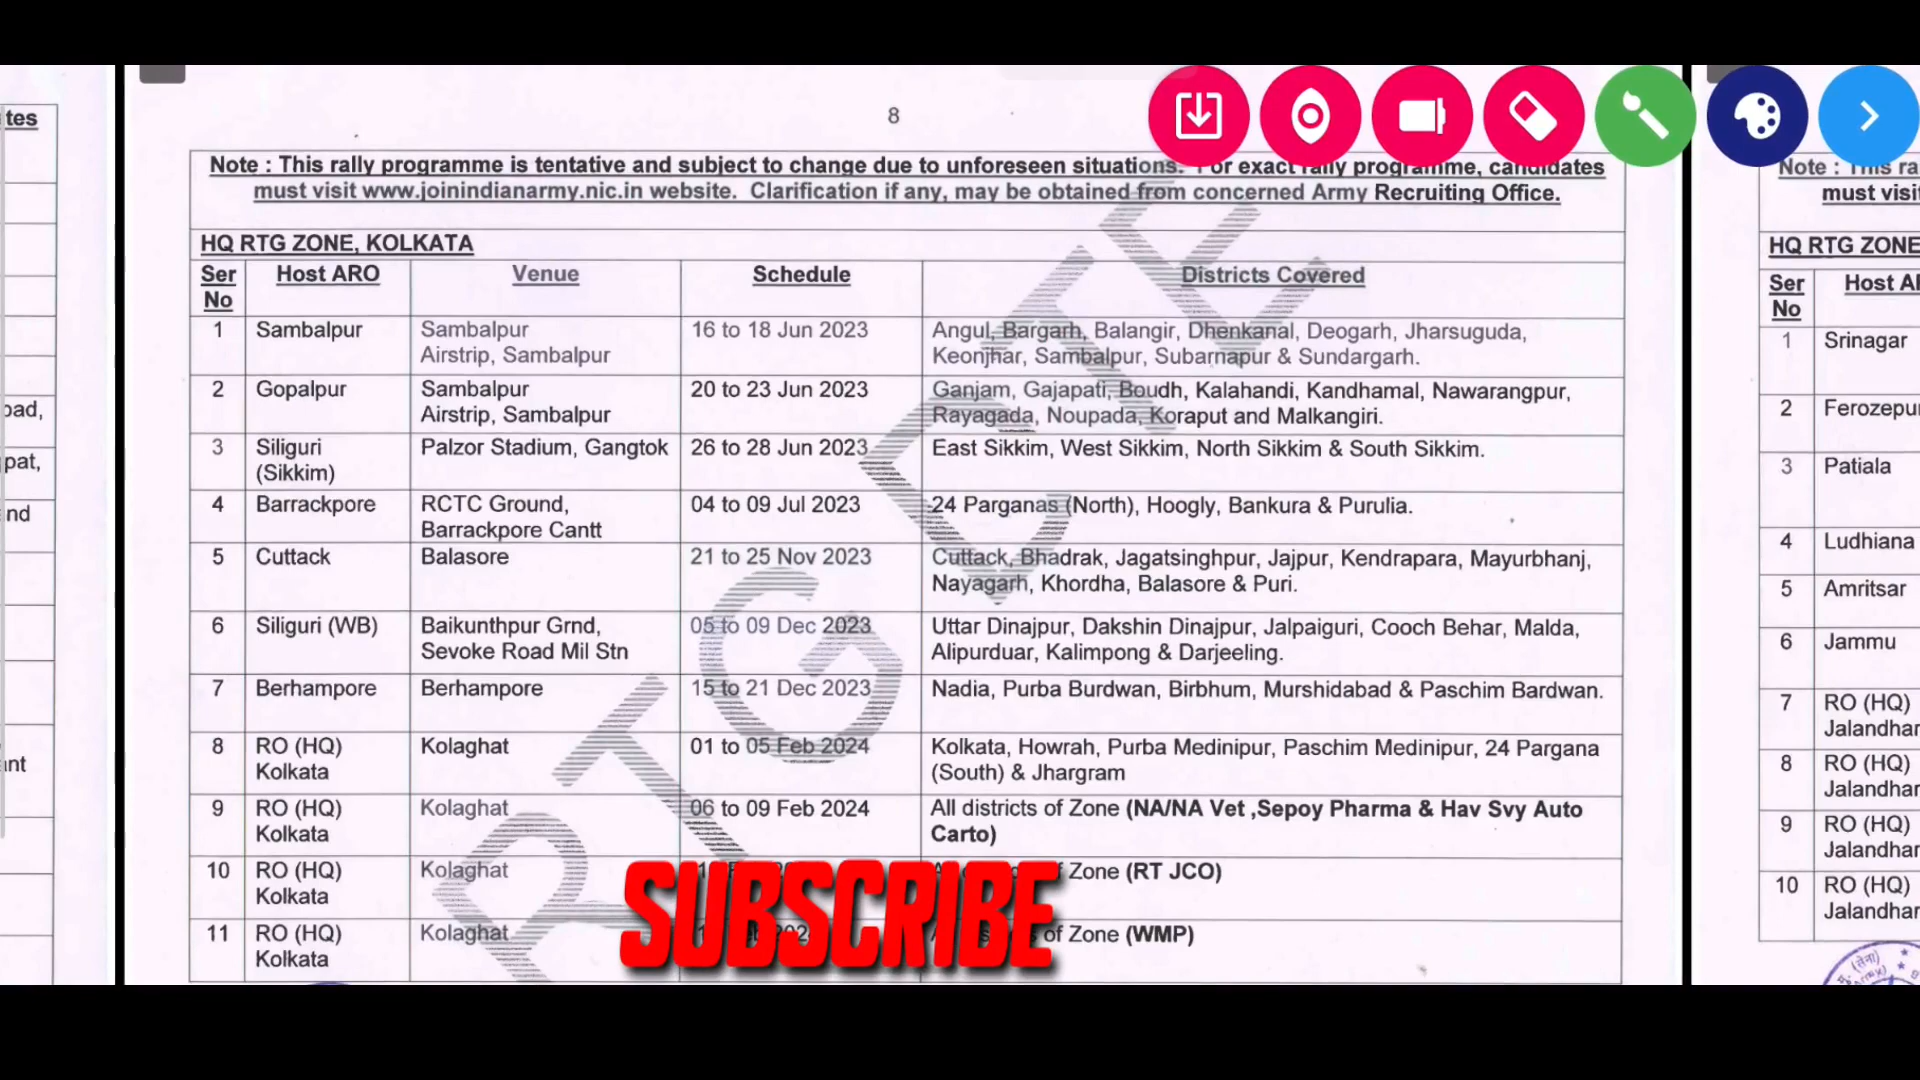 tes
oad,
pat,
nd
ant
8
Note : This rally programme is tentative and subject to change due to unforeseen situations. For exact rally programme, candidates
must visit www.joinindianarmy.nic.in website. Clarification if any, may be obtained from concerned Army Recruiting Office.
HQ RTG ZONE, KOLKATA
Ser No Host ARO Venue Schedule Districts Covered
1 Sambalpur Sambalpur 16 to 18 Jun 2023 Angul, Bargarh, Balangir, Dhenkanal, Deogarh, Jharsuguda,
Airstrip, Sambalpur Keonjhar, Sambalpur, Subarnapur & Sundargarh.
2 Gopalpur Sambalpur 20 to 23 Jun 2023 Ganjam, Gajapati, Boudh, Kalahandi, Kandhamal, Nawarangpur,
Airstrip, Sambalpur Rayagada, Noupada, Koraput and Malkangiri.
3 Siliguri Palzor Stadium, Gangtok 26 to 28 Jun 2023 East Sikkim, West Sikkim, North Sikkim & South Sikkim.
(Sikkim)
4 Barrackpore RCTC Ground, 04 to 09 Jul 2023 24 Parganas (North), Hoogly, Bankura & Purulia.
Barrackpore Cantt
5 Cuttack Balasore 21 to 25 Nov 2023 Cuttack, Bhadrak, Jagatsinghpur, Jajpur, Kendrapara, Mayurbhanj,
Nayagarh, Khordha, Balasore & Puri.
6 Siliguri (WB) Baikunthpur Grnd, 05 to 09 Dec 2023 Uttar Dinajpur, Dakshin Dinajpur, Jalpaiguri, Cooch Behar, Malda,
Sevoke Road Mil Stn Alipurduar, Kalimpong & Darjeeling.
7 Berhampore Berhampore 15 to 21 Dec 2023 Nadia, Purba Burdwan, Birbhum, Murshidabad & Paschim Bardwan.
8 RO (HQ) Kolaghat 01 to 05 Feb 2024 Kolkata, Howrah, Purba Medinipur, Paschim Medinipur, 24 Pargana
Kolkata (South) & Jhargram
9 RO (HQ) Kolaghat 06 to 09 Feb 2024 All districts of Zone (NA/NA Vet ,Sepoy Pharma & Hav Svy Auto
Kolkata Carto)
10 RO (HQ) Kolaghat of Zone (RT JCO)
Kolkata
11 RO (HQ) Kolaghat of Zone (WMP)
Kolkata
SUBSCRIBE
RTG DTE
Note : This ra
must visit
HQ RTG ZONE
Ser No Host AR
1 Srinagar
2 Ferozepur
3 Patiala
4 Ludhiana
5 Amritsar
6 Jammu
7 RO (HQ)
Jalandhar
8 RO (HQ)
Jalandhar
9 RO (HQ)
Jalandhar
10 RO (HQ)
Jalandhar